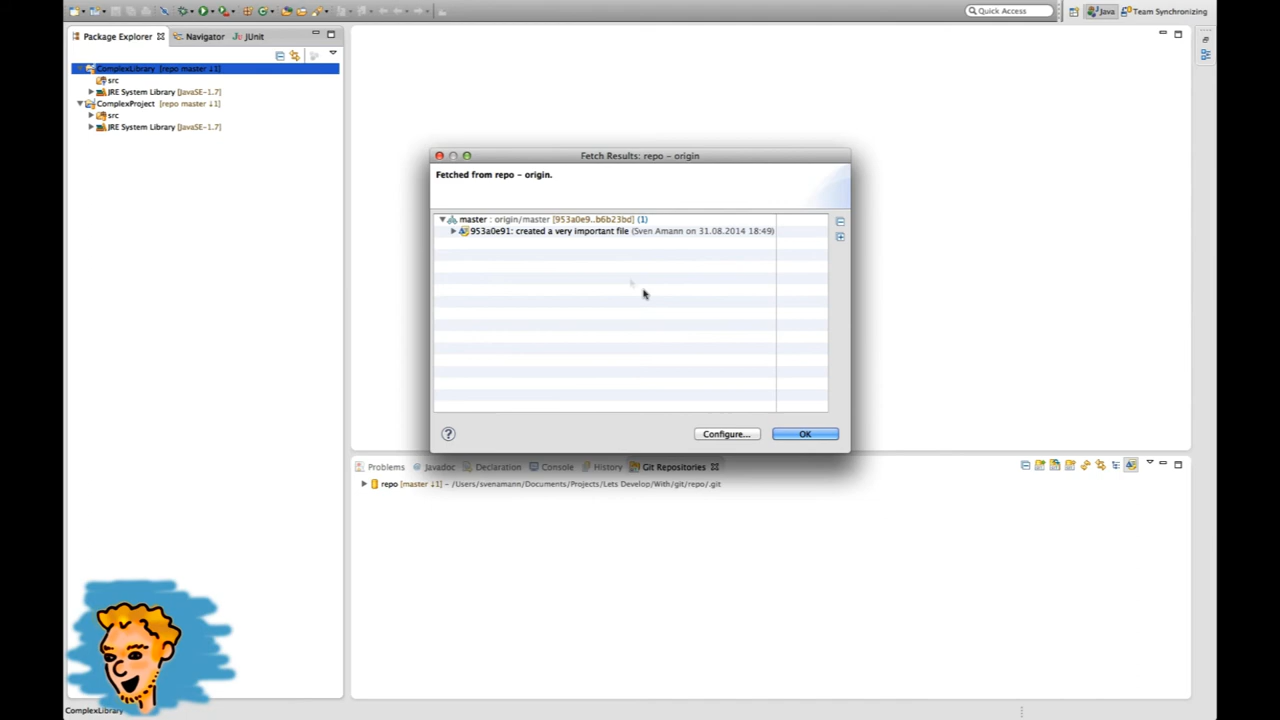 Quick Access
Java
Team Synchronizing
Package Explorer
Navigator
JUnit
ComplexLibrary [repo master ↓1]
src
JRE System Library [JavaSE-1.7]
ComplexProject [repo master ↓1]
src
JRE System Library [JavaSE-1.7]
Fetch Results: repo - origin
Fetched from repo - origin.
master : origin/master [953a0e9..b6b23bd] (1)
953a0e91: created a very important file (Sven Amann on 31.08.2014 18:49)
?
Configure...
OK
Problems
Javadoc
Declaration
Console
History
Git Repositories
repo [master ↓1] - /Users/svenamann/Documents/Projects/Lets Develop/With/git/repo/.git
ComplexLibrary